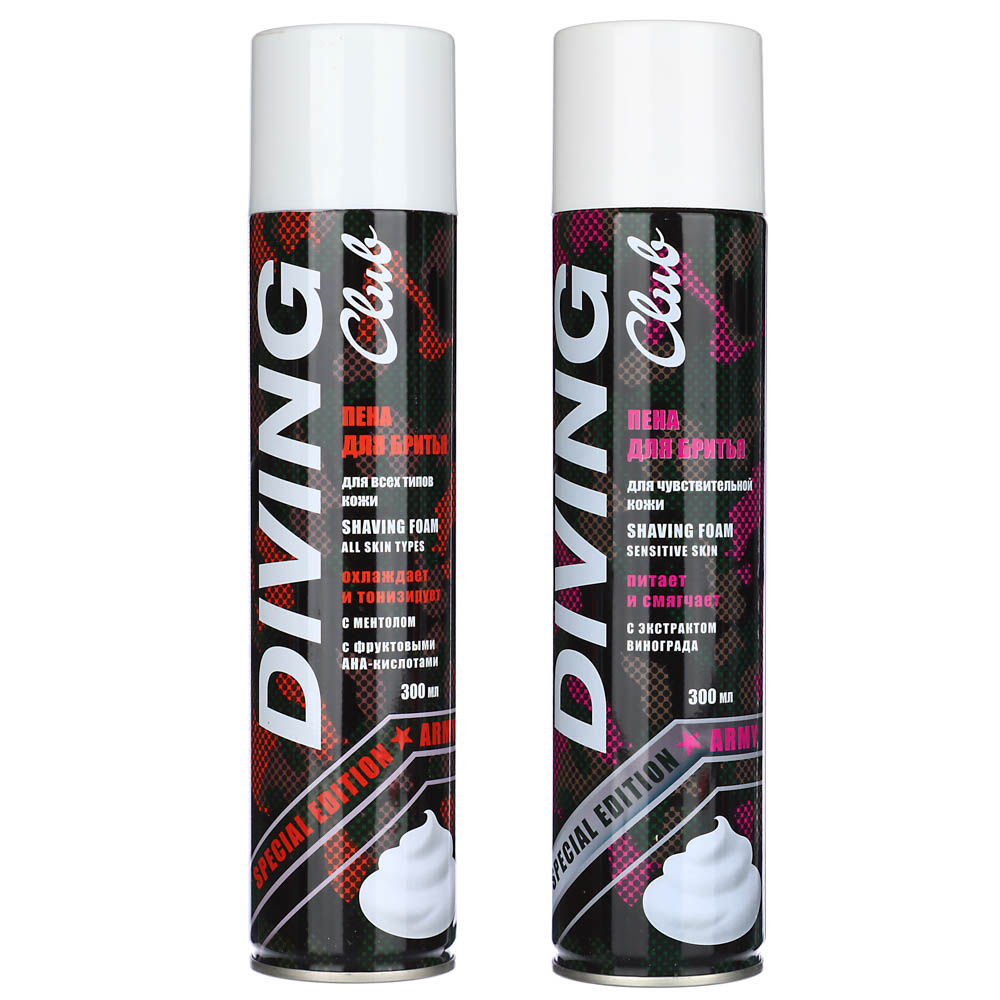 DIVING
Club
ПЕНА
ДЛЯ БРИТЬЯ
для всех типов
кожи
SHAVING FOAM
ALL SKIN TYPES
охлаждает
и тонизирует
С МЕНТОЛОМ
с фруктовыми
АНА-кислотами
300 мл
SPECIAL EDITION ★ ARMY
DIVING
Club
ПЕНА
ДЛЯ БРИТЬЯ
для чувствительной
кожи
SHAVING FOAM
SENSITIVE SKIN
питает
и смягчает
С ЭКСТРАКТОМ
ВИНОГРАДА
300 мл
SPECIAL EDITION ★ ARMY